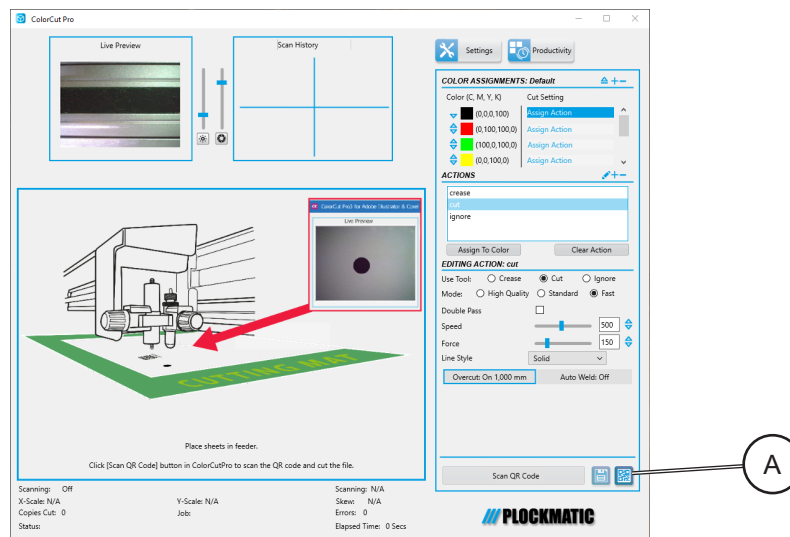 ColorCut Pro
Live Preview
Scan History
Settings
Productivity
COLOR ASSIGNMENTS: Default
Color (C, M, Y, K) Cut Setting
(0,0,0,100) Assign Action
(0,100,100,0) Assign Action
(100,0,100,0) Assign Action
(0,0,100,0) Assign Action
ACTIONS
crease
cut
ignore
Assign To Color Clear Action
EDITING ACTION: cut
Use Tool: Crease Cut Ignore
Mode: High Quality Standard Fast
Double Pass
Speed 500
Force 150
Line Style Solid
Overcut: On 1,000 mm Auto Weld: Off
Scan QR Code
A
ColorCut Pro3 for Adobe Illustrator & Corel
Live Preview
CUTTING MAT
Place sheets in feeder.
Click [Scan QR Code] button in ColorCutPro to scan the QR code and cut the file.
Scanning: Off Scanning: N/A
X-Scale: N/A Y-Scale: N/A Skew: N/A
Copies Cut: 0 Job: Errors: 0
Status: Elapsed Time: 0 Secs
PLOCKMATIC